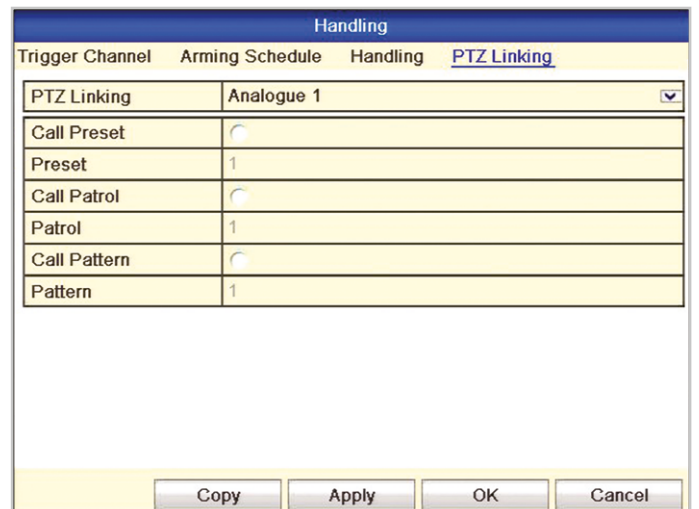 Handling
Trigger Channel Arming Schedule Handling PTZ Linking
PTZ Linking Analogue 1
Call Preset
Preset 1
Call Patrol
Patrol 1
Call Pattern
Pattern 1
Copy Apply OK Cancel